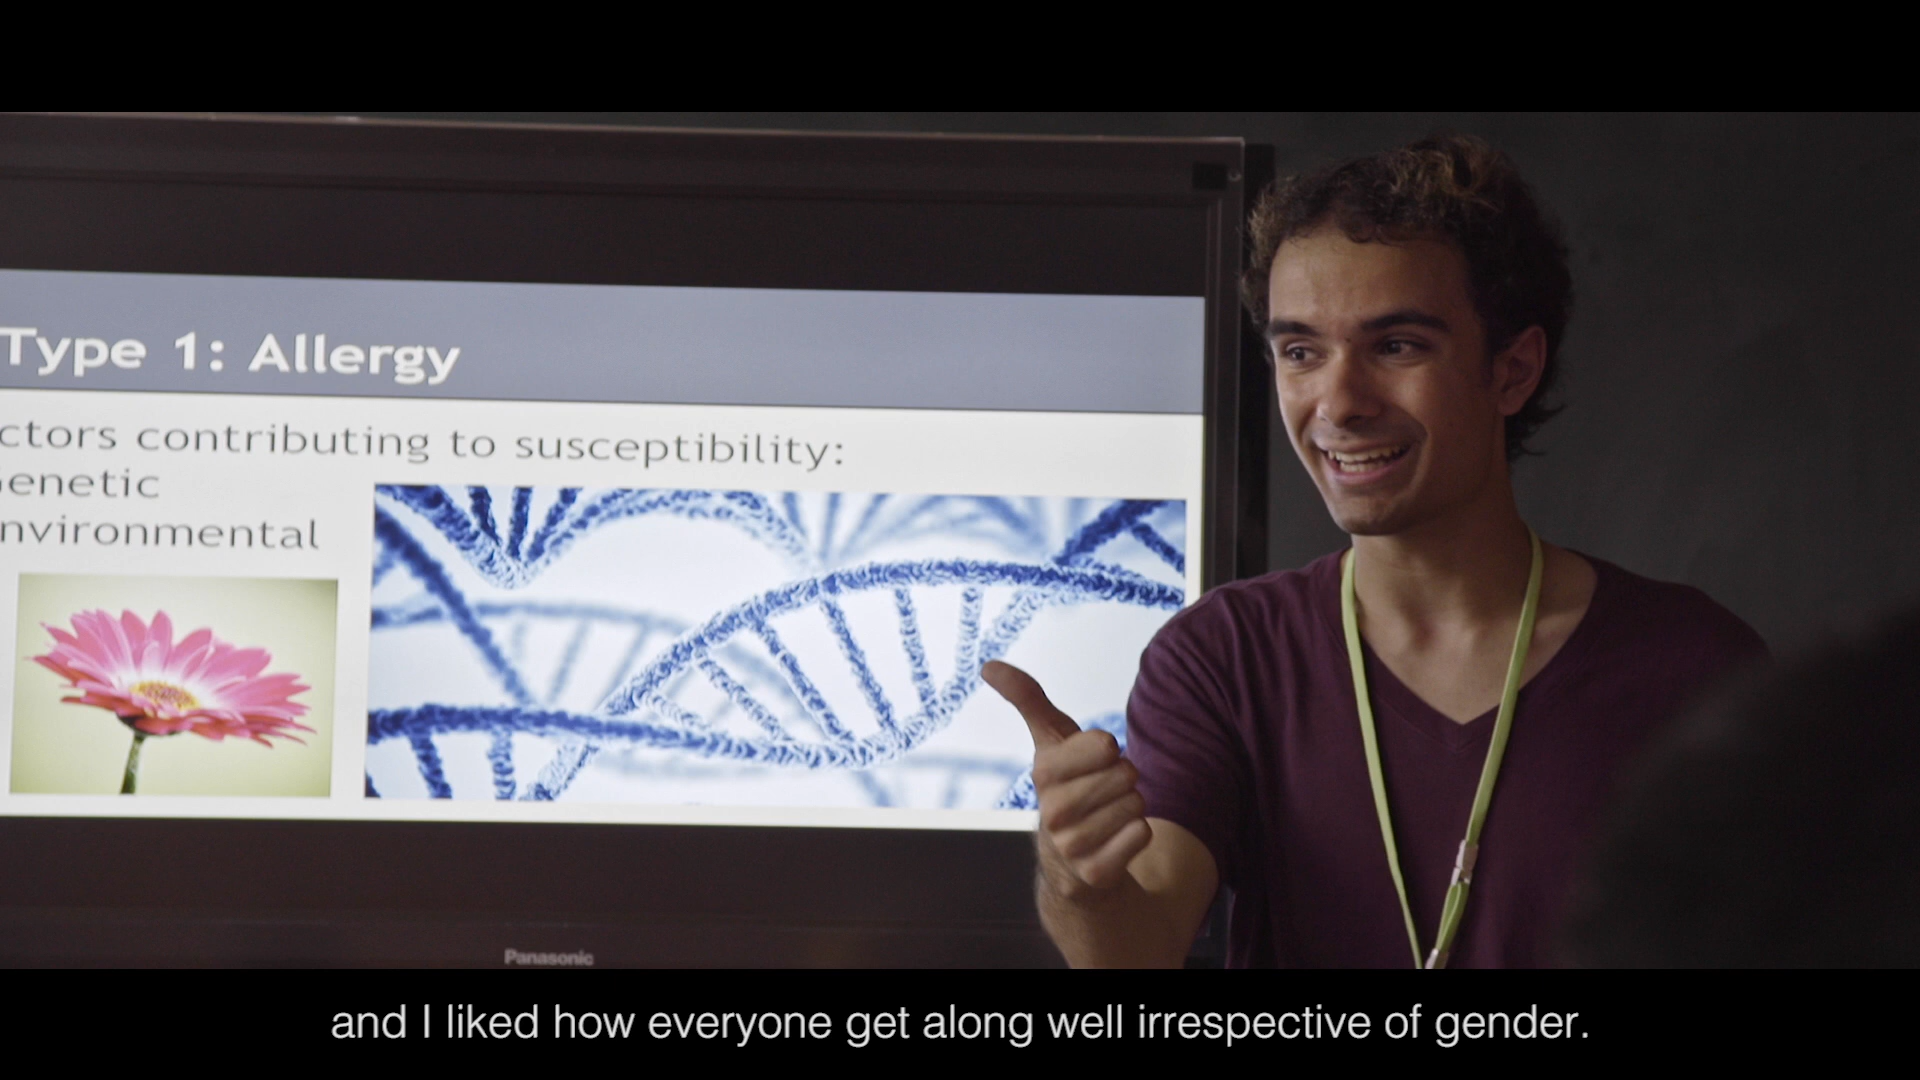 Type 1: Allergy
ctors contributing to susceptibility:
enetic
nvironmental
Panasonic
and I liked how everyone get along well irrespective of gender.